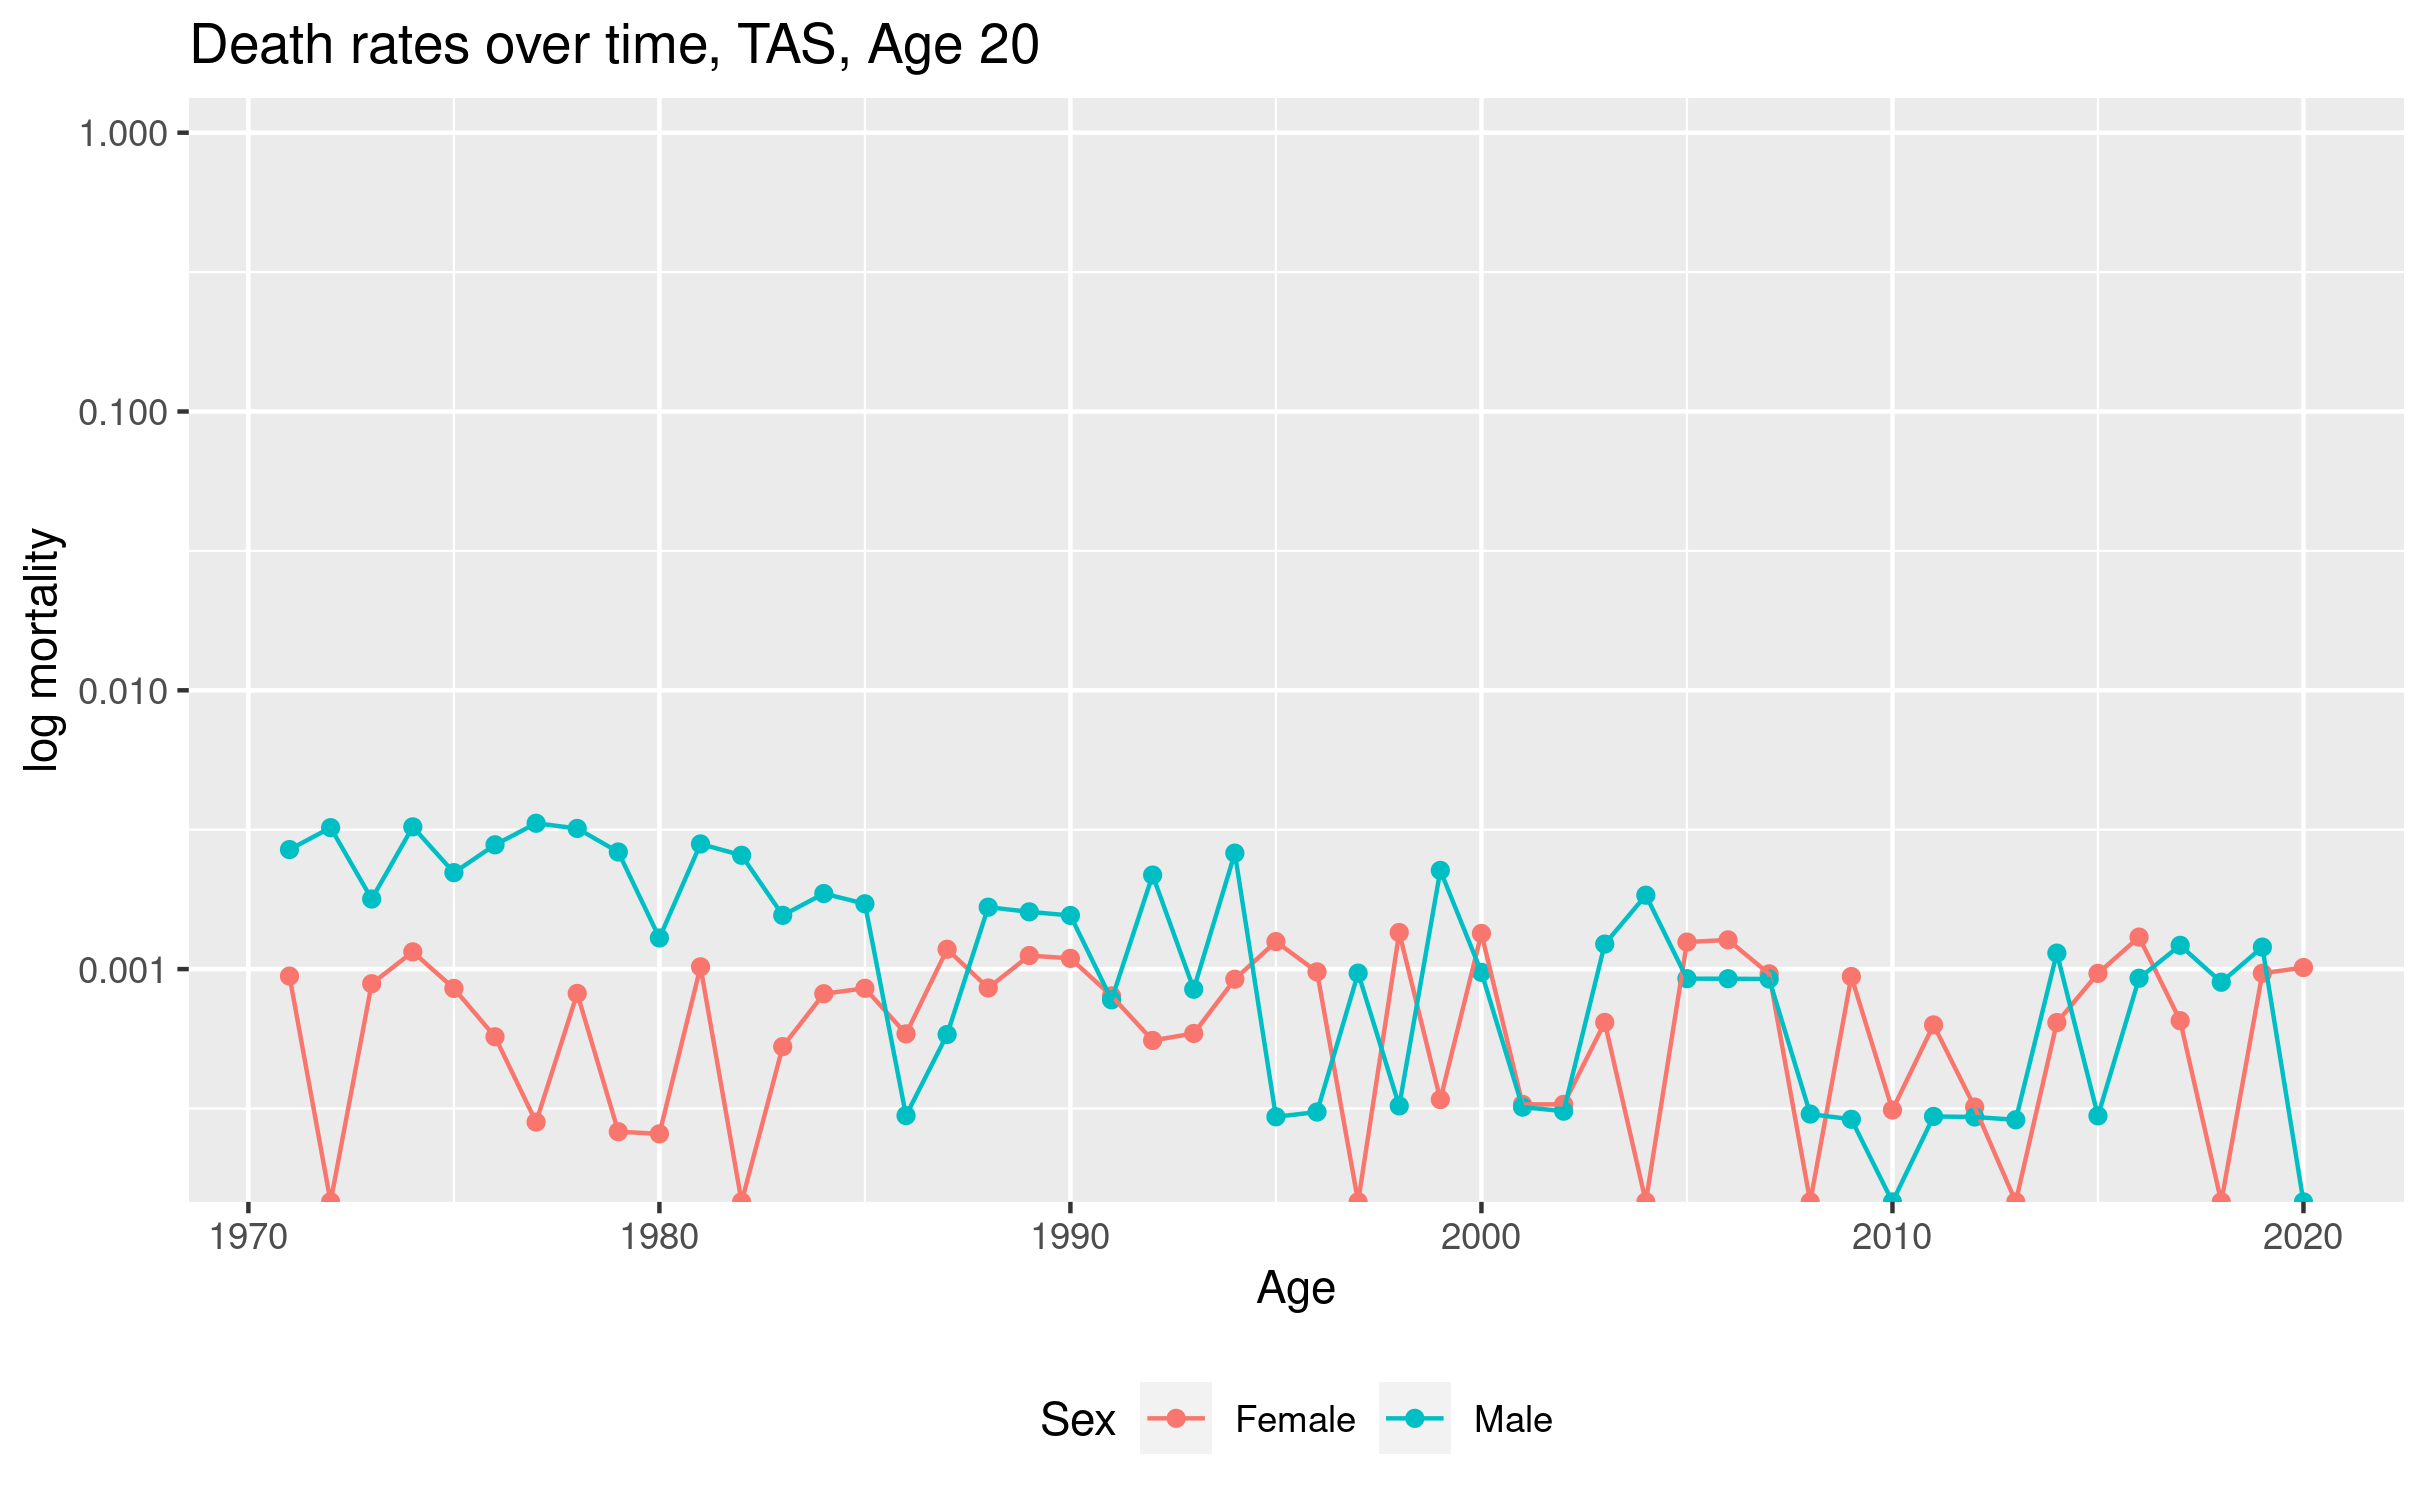 Death rates over time, TAS, Age 20
log mortality
1.000
0.100
0.010
0.001
1970 1980 1990 2000 2010 2020
Age
Sex Female Male